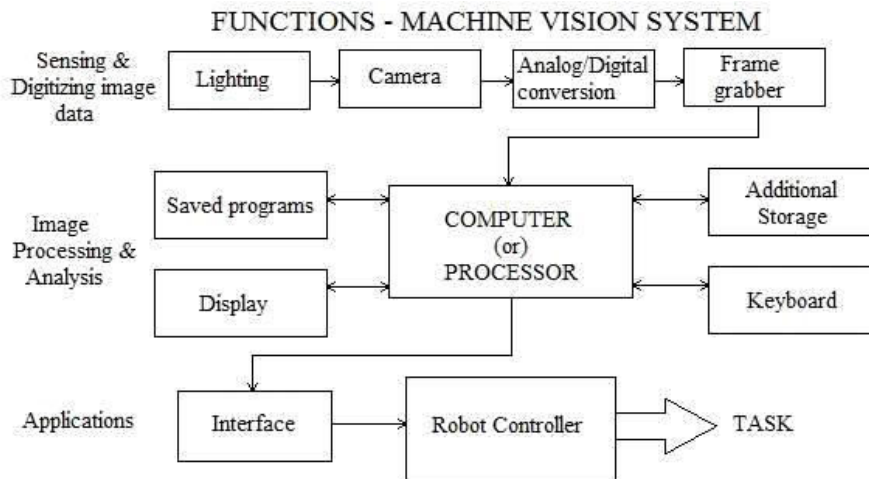 FUNCTIONS - MACHINE VISION SYSTEM
Sensing &
Digitizing image
data
Lighting
Camera
Analog/Digital
conversion
Frame
grabber
Image
Processing &
Analysis
Saved programs
Display
COMPUTER
(or)
PROCESSOR
Additional
Storage
Keyboard
Applications
Interface
Robot Controller
TASK